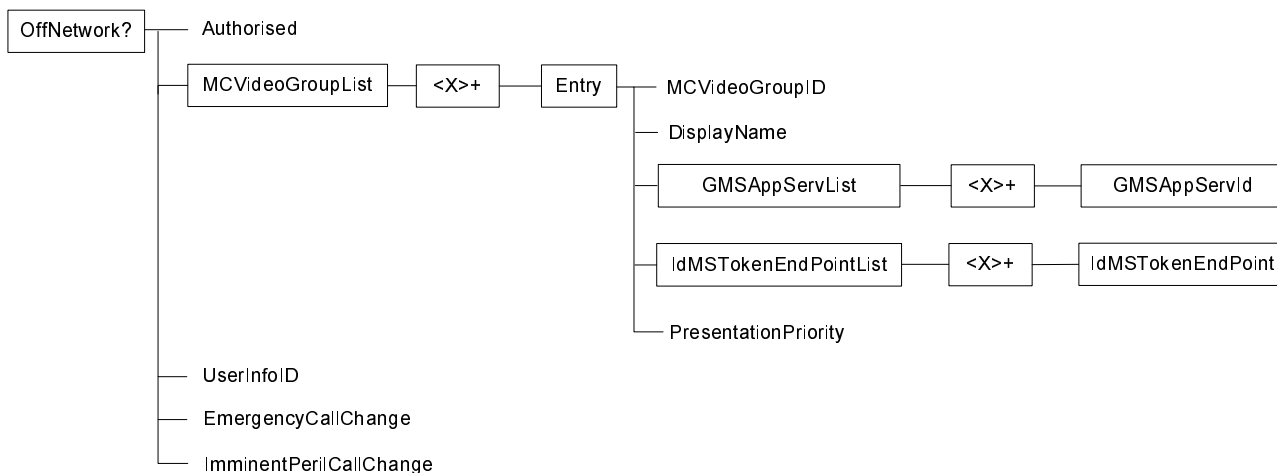 OffNetwork?
Authorised
MCVideoGroupList
<X>+
Entry
MCVideoGroupID
DisplayName
GMSAppServList
<X>+
GMSAppServId
IdMSTokenEndPointList
<X>+
IdMSTokenEndPoint
PresentationPriority
UserInfoID
EmergencyCallChange
ImminentPerilCallChange